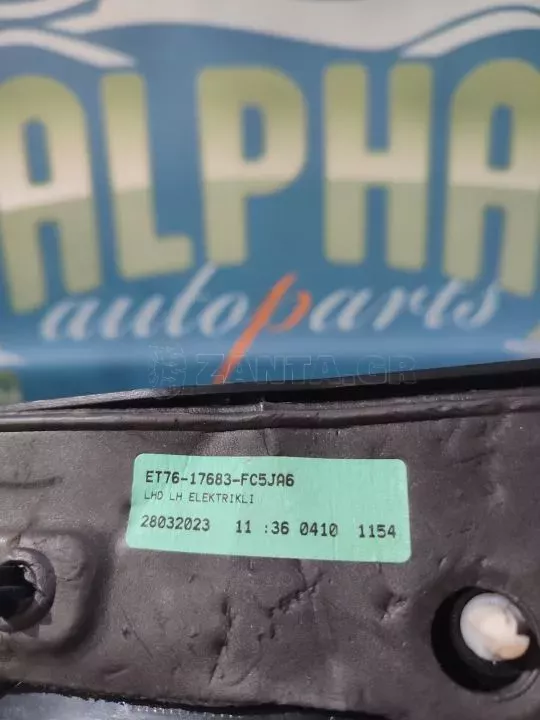 ALPHA
autoparts
ZANTA.GR
ET76-17683-FC5JA6
LHD LH ELEKTRIKLI
28032023 11 :36 0410 1154